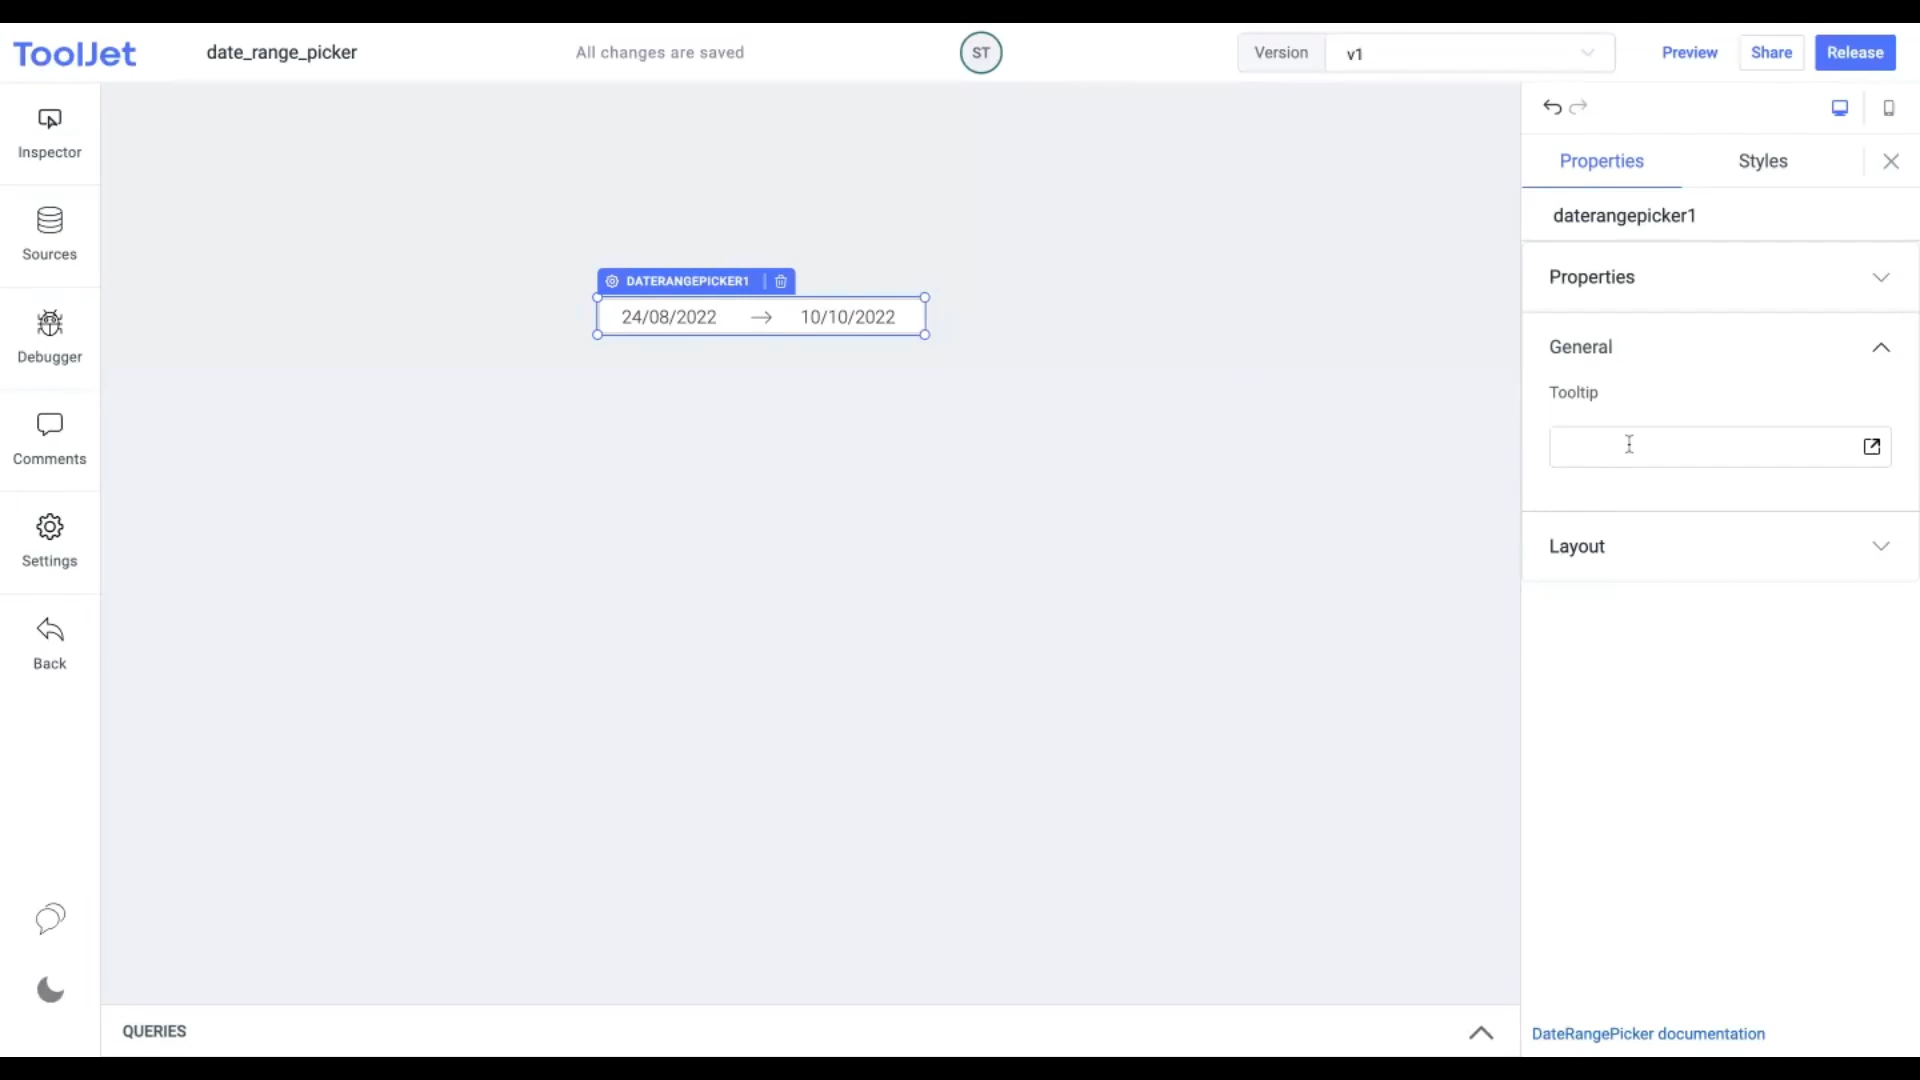 ToolJet
date_range_picker
All changes are saved
ST
Version
v1
Preview
Share
Release
Inspector
Sources
Debugger
Comments
Settings
Back
DATERANGEPICKER1
24/08/2022 → 10/10/2022
Properties
Styles
daterangepicker1
Properties
General
Tooltip
Layout
QUERIES
DateRangePicker documentation